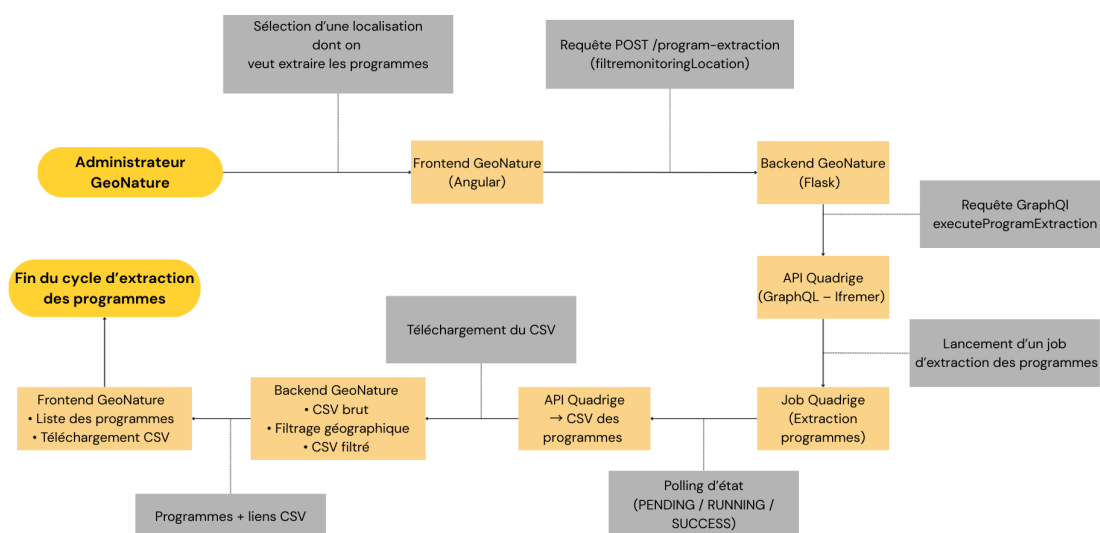 Sélection d’une localisation
dont on
veut extraire les programmes
Requête POST /program-extraction
(filtremonitoringLocation)
Administrateur
GeoNature
Frontend GeoNature
(Angular)
Backend GeoNature
(Flask)
Requête GraphQl
executeProgramExtraction
API Quadrige
(GraphQL – Ifremer)
Lancement d’un job
d’extraction des programmes
Job Quadrige
(Extraction
programmes)
Polling d’état
(PENDING / RUNNING /
SUCCESS)
API Quadrige
→ CSV des
programmes
Téléchargement du CSV
Backend GeoNature
• CSV brut
• Filtrage géographique
• CSV filtré
Programmes + liens CSV
Frontend GeoNature
• Liste des programmes
• Téléchargement CSV
Fin du cycle d’extraction
des programmes